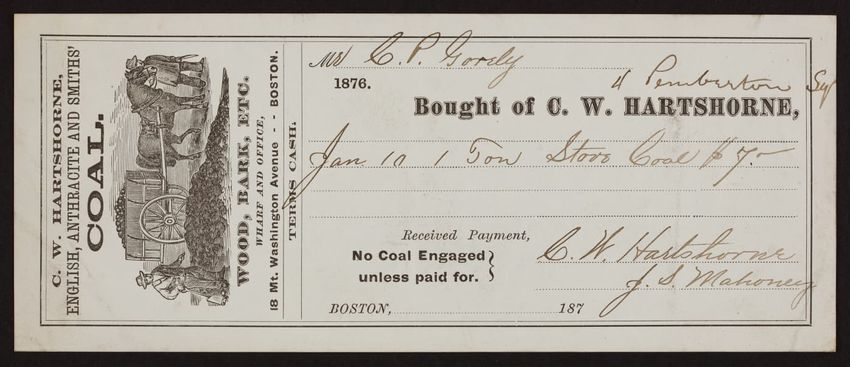 C. W. HARTSHORNE,
ENGLISH, ANTHRACITE AND SMITHS'
COAL.
WOOD, BARK, ETC.
WHARF AND OFFICE,
18 Mt. Washington Avenue - - BOSTON.
TERMS CASH.
Mr C. P. Gordy
4 Pemberton Sq
1876.
Bought of C. W. HARTSHORNE,
Jan 10 1 Ton Stove Coal $7.-
Received Payment,
No Coal Engaged
unless paid for.
C. W. Hartshorne
J. S. Mahoney
BOSTON, 187